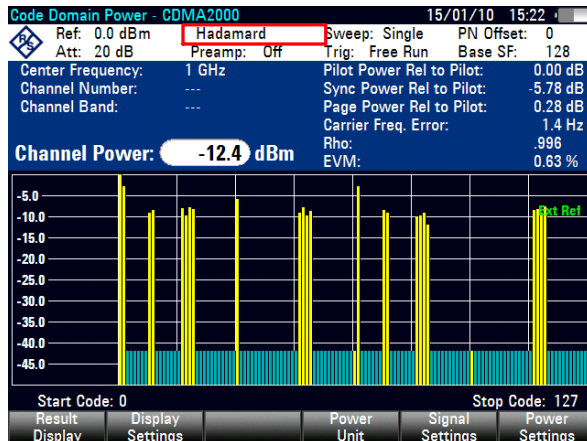 Code Domain Power - CDMA2000 15/01/10 15:22
Ref: 0.0 dBm Hadamard Sweep: Single PN Offset: 0
Att: 20 dB Preamp: Off Trig: Free Run Base SF: 128
Center Frequency: 1 GHz Pilot Power Rel to Pilot: 0.00 dB
Channel Number: --- Sync Power Rel to Pilot: -5.78 dB
Channel Band: --- Page Power Rel to Pilot: 0.28 dB
Carrier Freq. Error: 1.4 Hz
Rho: .996
Channel Power: -12.4 dBm EVM: 0.63 %
-5.0
Ext Ref
-10.0
-15.0
-20.0
-25.0
-30.0
-35.0
-40.0
-45.0
Start Code: 0 Stop Code: 127
Result Display Power Signal Power
Display Settings Unit Settings Settings